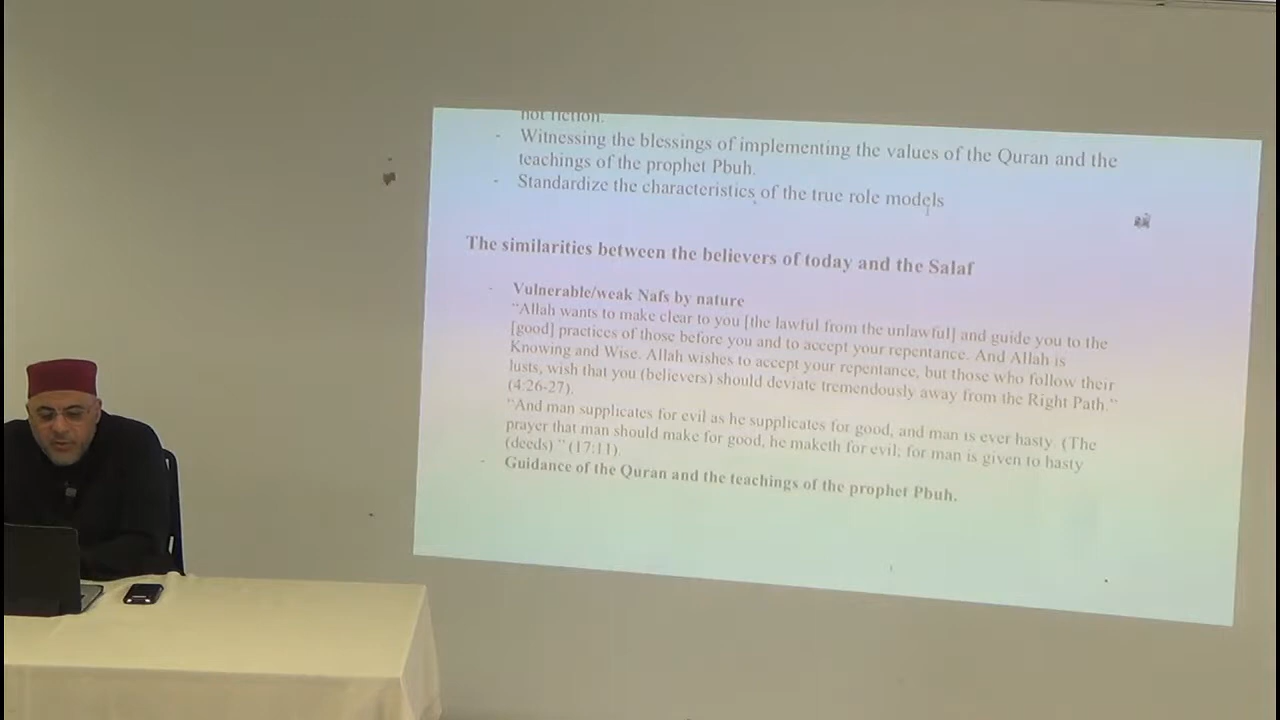 not fiction.
- Witnessing the blessings of implementing the values of the Quran and the
teachings of the prophet Pbuh.
- Standardize the characteristics of the true role models
The similarities between the believers of today and the Salaf
- Vulnerable/weak Nafs by nature
"Allah wants to make clear to you [the lawful from the unlawful] and guide you to the
[good] practices of those before you and to accept your repentance. And Allah is
Knowing and Wise. Allah wishes to accept your repentance, but those who follow their
lusts, wish that you (believers) should deviate tremendously away from the Right Path."
(4:26-27).
"And man supplicates for evil as he supplicates for good, and man is ever hasty (The
prayer that man should make for good, he maketh for evil; for man is given to hasty
(deeds) " (17:11).
- Guidance of the Quran and the teachings of the prophet Pbuh.